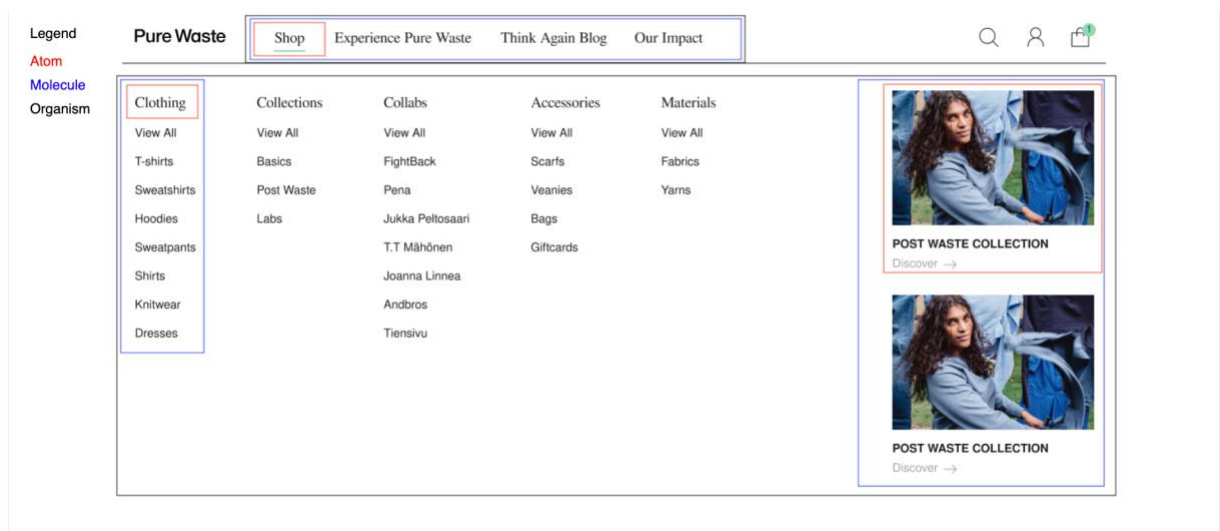 Legend
Atom
Molecule
Organism
Pure Waste
Shop
Experience Pure Waste
Think Again Blog
Our Impact
1
Clothing
View All
T-shirts
Sweatshirts
Hoodies
Sweatpants
Shirts
Knitwear
Dresses
Collections
View All
Basics
Post Waste
Labs
Collabs
View All
FightBack
Pena
Jukka Peltosaari
T.T Mähönen
Joanna Linnea
Andbros
Tiensivu
Accessories
View All
Scarfs
Veanies
Bags
Giftcards
Materials
View All
Fabrics
Yarns
POST WASTE COLLECTION
Discover →
POST WASTE COLLECTION
Discover →